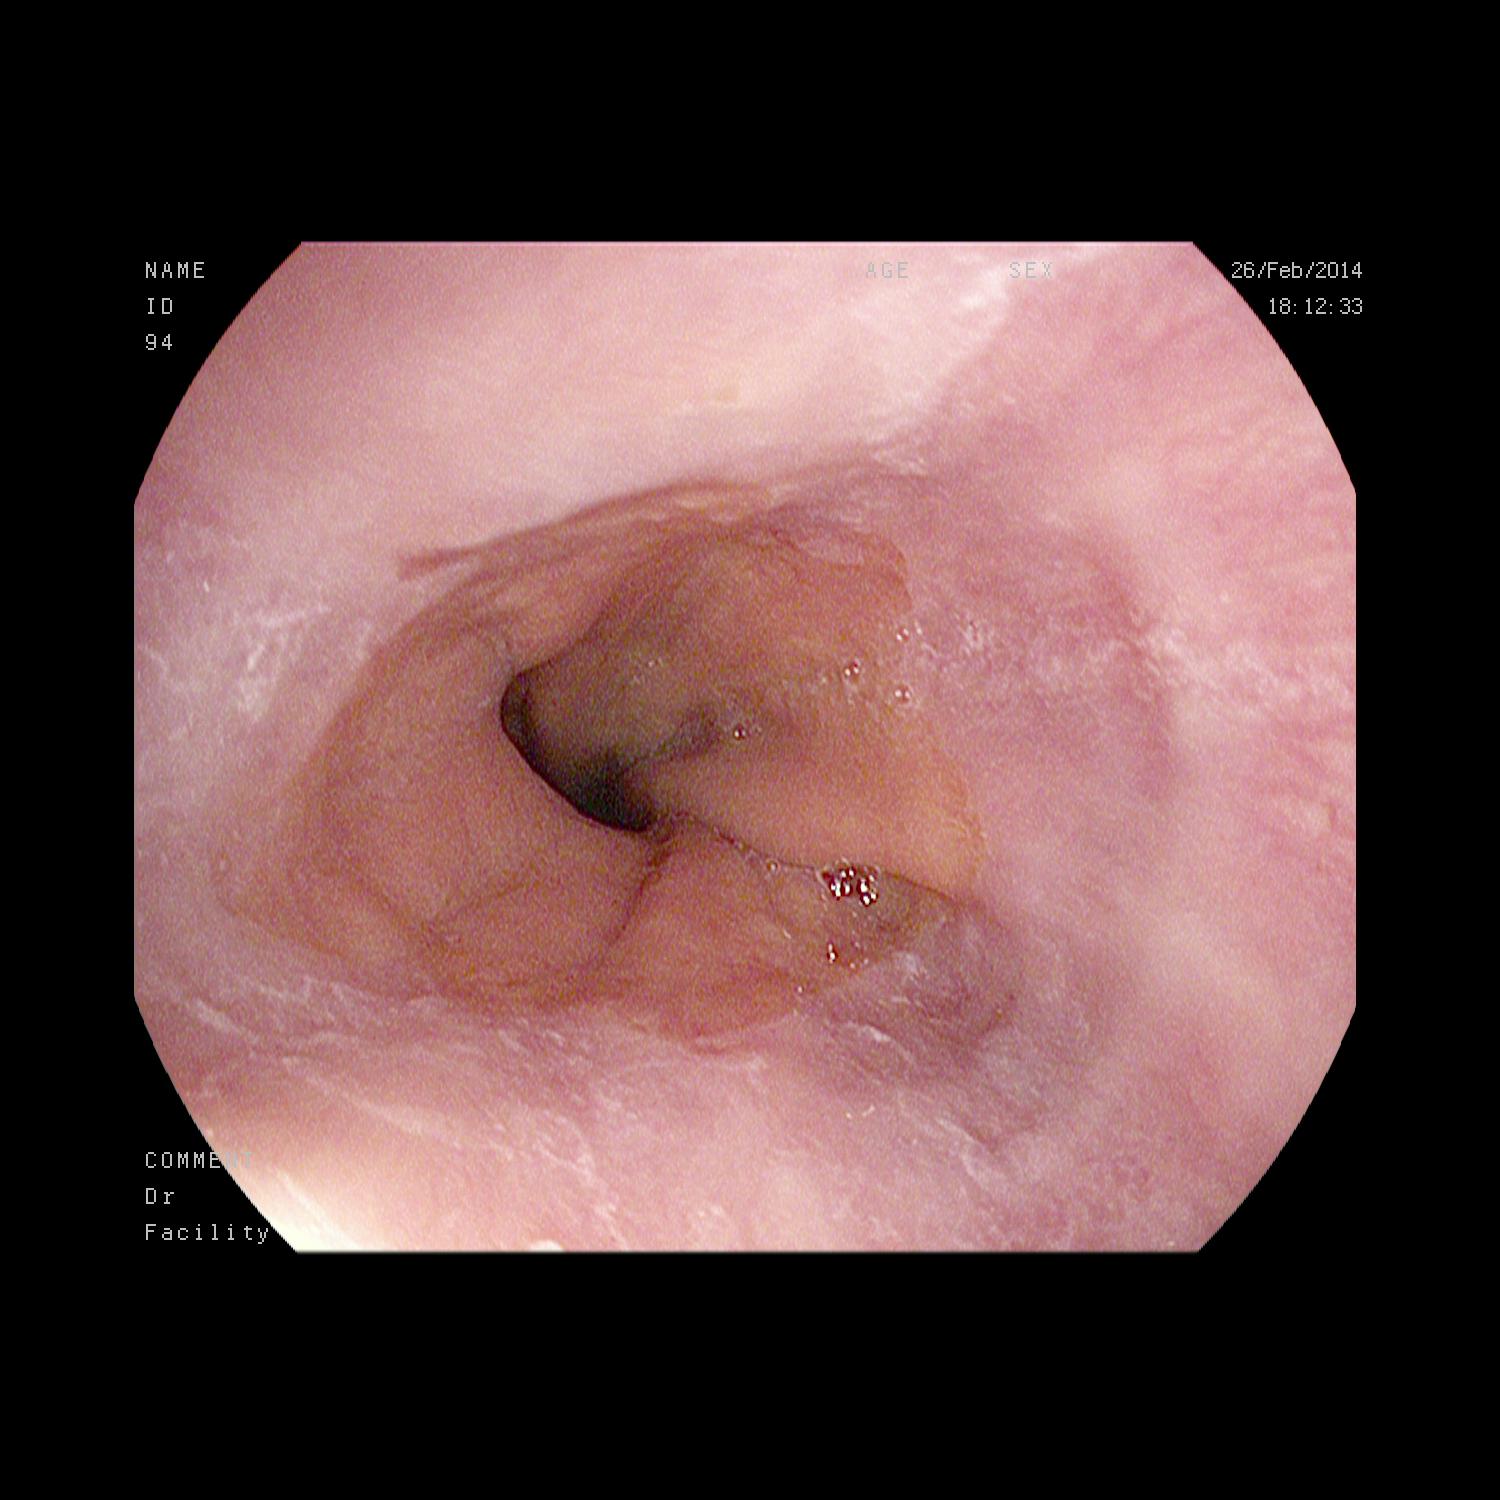 NAME AGE SEX 26/Feb/2014
ID 18:12:33
94
COMMENT
Dr
Facility